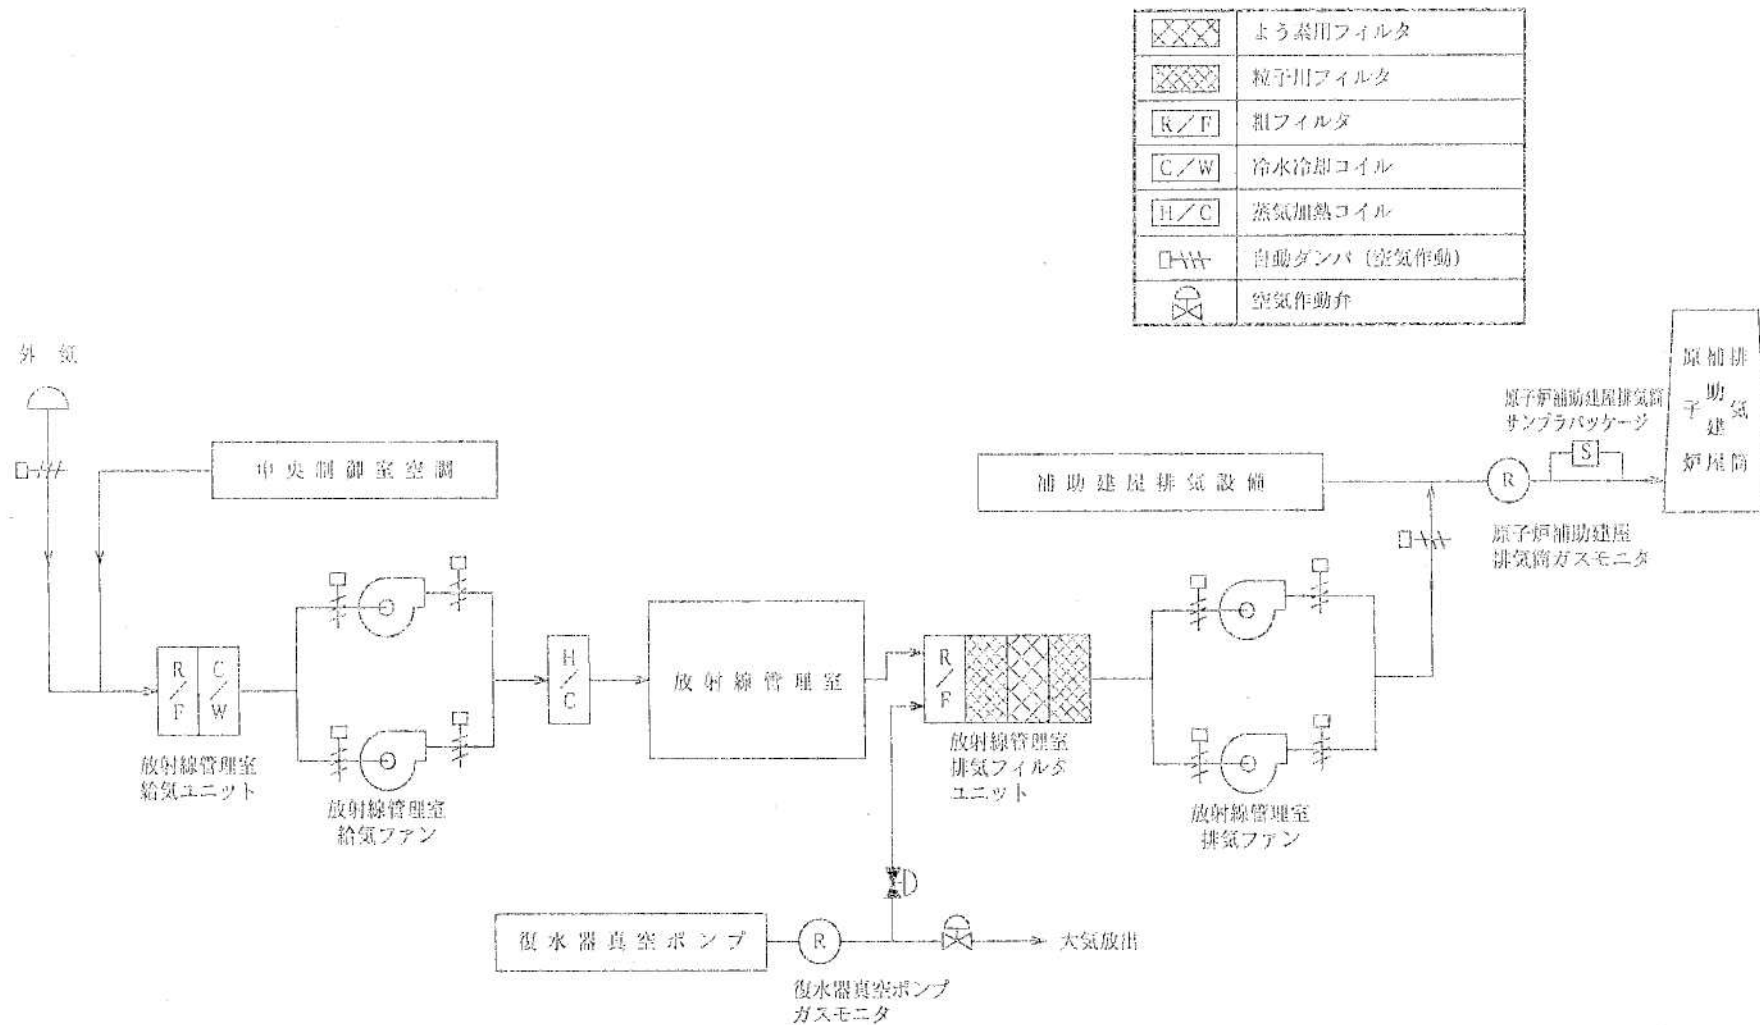 よう素用フィルタ
粒子用フィルタ
R/F 粗フィルタ
C/W 冷水冷却コイル
H/C 蒸気加熱コイル
自動ダンパ (空気作動)
空気作動弁
外気
中央制御室空調
補助建屋排気設備
原子炉補助建屋排気筒
サンプラパッケージ
S
R
原子炉補助建屋
排気筒ガスモニタ
原子炉
補助建屋
排気筒
R/F
C/W
放射線管理室
給気ユニット
放射線管理室
給気ファン
H/C
放射線管理室
R/F
放射線管理室
排気フィルタ
ユニット
放射線管理室
排気ファン
復水器真空ポンプ
R
復水器真空ポンプ
ガスモニタ
大気放出